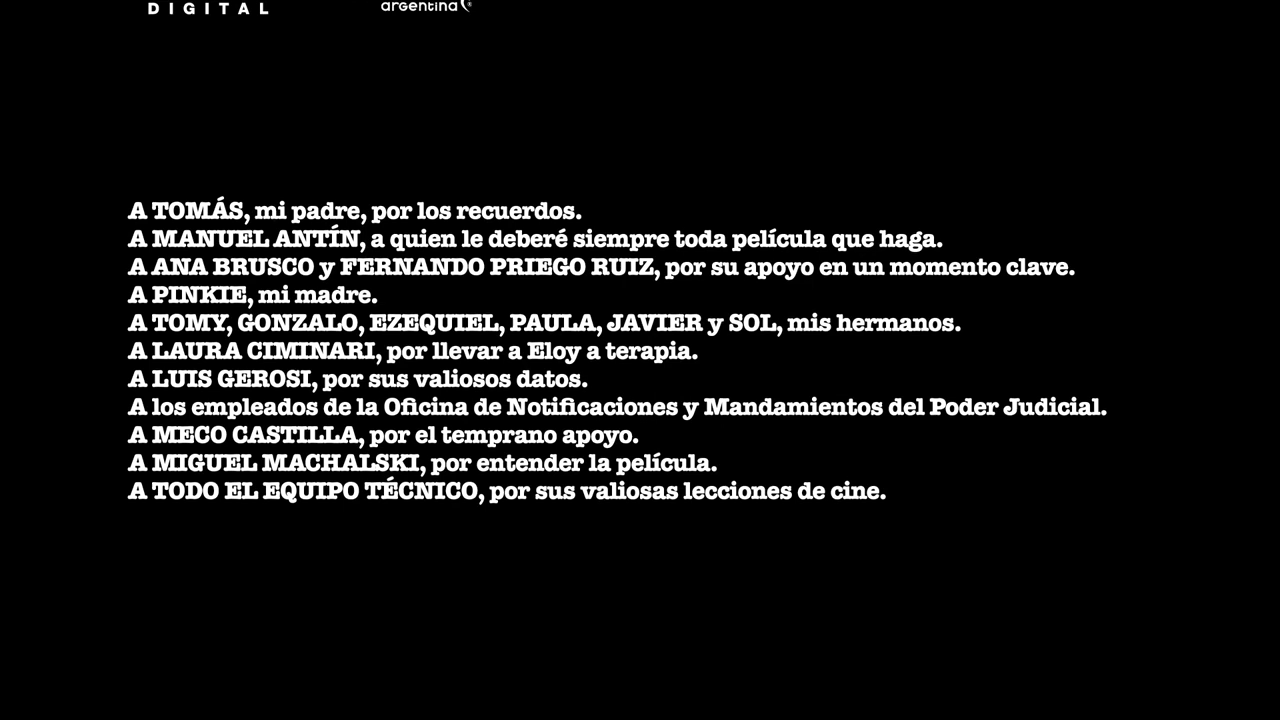 DIGITAL
argentina
A TOMÁS, mi padre, por los recuerdos.
A MANUEL ANTÍN, a quien le deberé siempre toda película que haga.
A ANA BRUSCO y FERNANDO PRIEGO RUIZ, por su apoyo en un momento clave.
A PINKIE, mi madre.
A TOMY, GONZALO, EZEQUIEL, PAULA, JAVIER y SOL, mis hermanos.
A LAURA CIMINARI, por llevar a Eloy a terapia.
A LUIS GEROSI, por sus valiosos datos.
A los empleados de la Oficina de Notificaciones y Mandamientos del Poder Judicial.
A MECO CASTILLA, por el temprano apoyo.
A MIGUEL MACHALSKI, por entender la película.
A TODO EL EQUIPO TÉCNICO, por sus valiosas lecciones de cine.